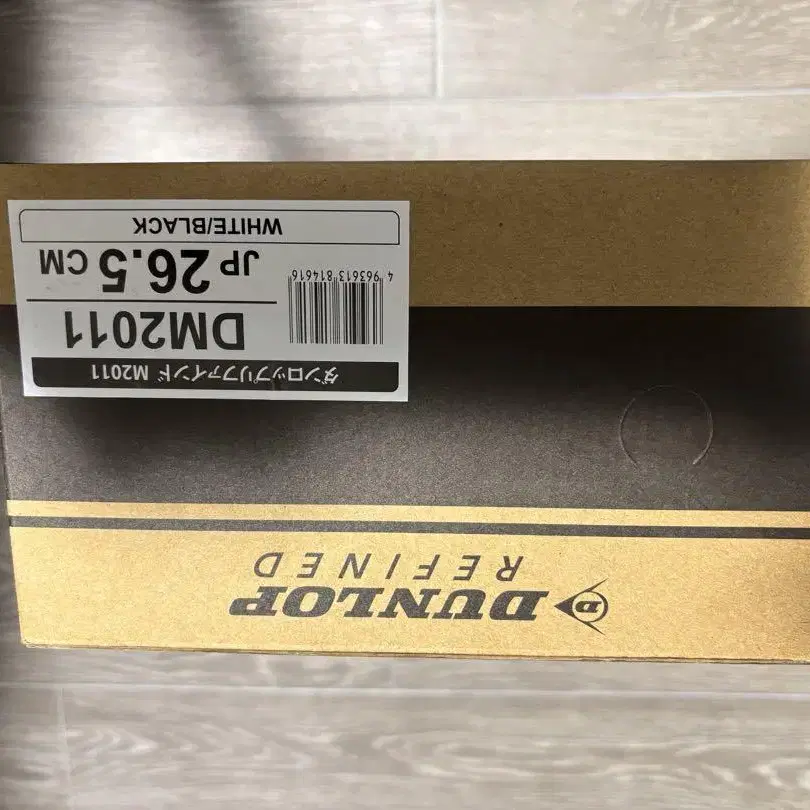 DUNLOP
REFINED
ダンロップリファインド M2011
DM2011
JP 26.5 CM
4 963613 814616
WHITE/BLACK